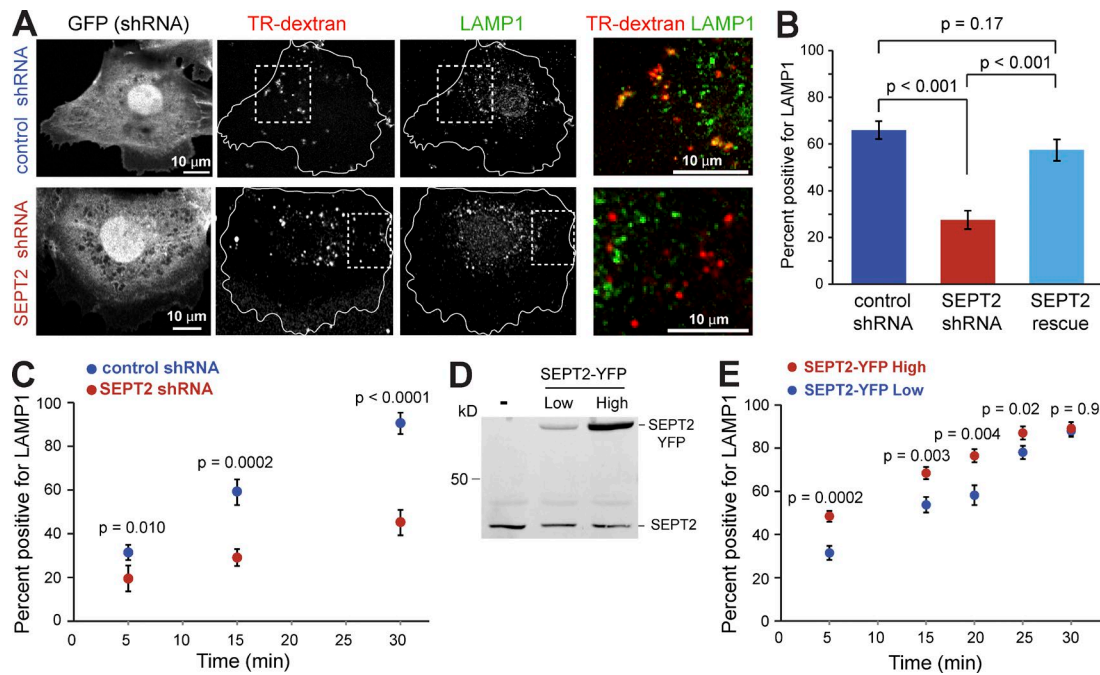 A
GFP (shRNA)
TR-dextran
LAMP1
TR-dextran LAMP1
control shRNA
10 µm
10 µm
SEPT2 shRNA
10 µm
10 µm
B
Percent positive for LAMP1
100
80
60
40
20
0
p = 0.17
p < 0.001
p < 0.001
control shRNA
SEPT2 shRNA
SEPT2 rescue
C
control shRNA
SEPT2 shRNA
Percent positive for LAMP1
100
80
60
40
20
0
p = 0.010
p = 0.0002
p < 0.0001
0 5 10 15 20 25 30
Time (min)
D
SEPT2-YFP
- Low High
kD
50
SEPT2 YFP
SEPT2
E
SEPT2-YFP High
SEPT2-YFP Low
Percent positive for LAMP1
100
80
60
40
20
0
p = 0.0002
p = 0.003
p = 0.004
p = 0.02
p = 0.9
0 5 10 15 20 25 30
Time (min)